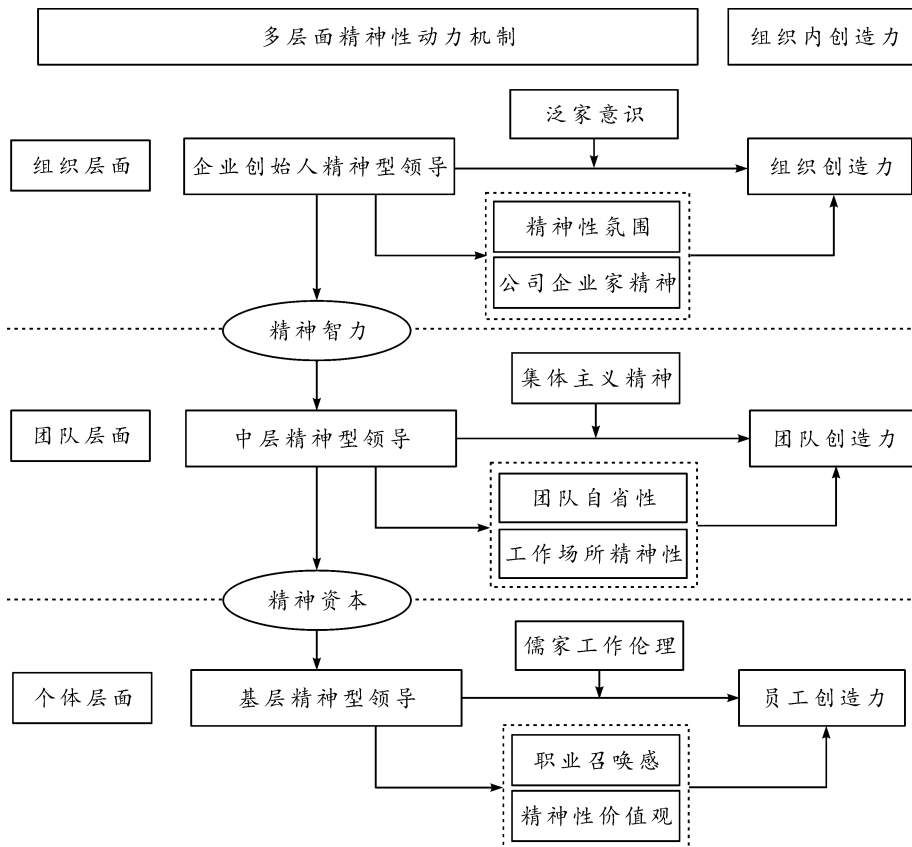 多层面精神性动力机制
组织内创造力
泛家意识
组织层面
企业创始人精神型领导
组织创造力
精神性氛围
公司企业家精神
精神智力
集体主义精神
团队层面
中层精神型领导
团队创造力
团队自省性
工作场所精神性
精神资本
儒家工作伦理
个体层面
基层精神型领导
员工创造力
职业召唤感
精神性价值观